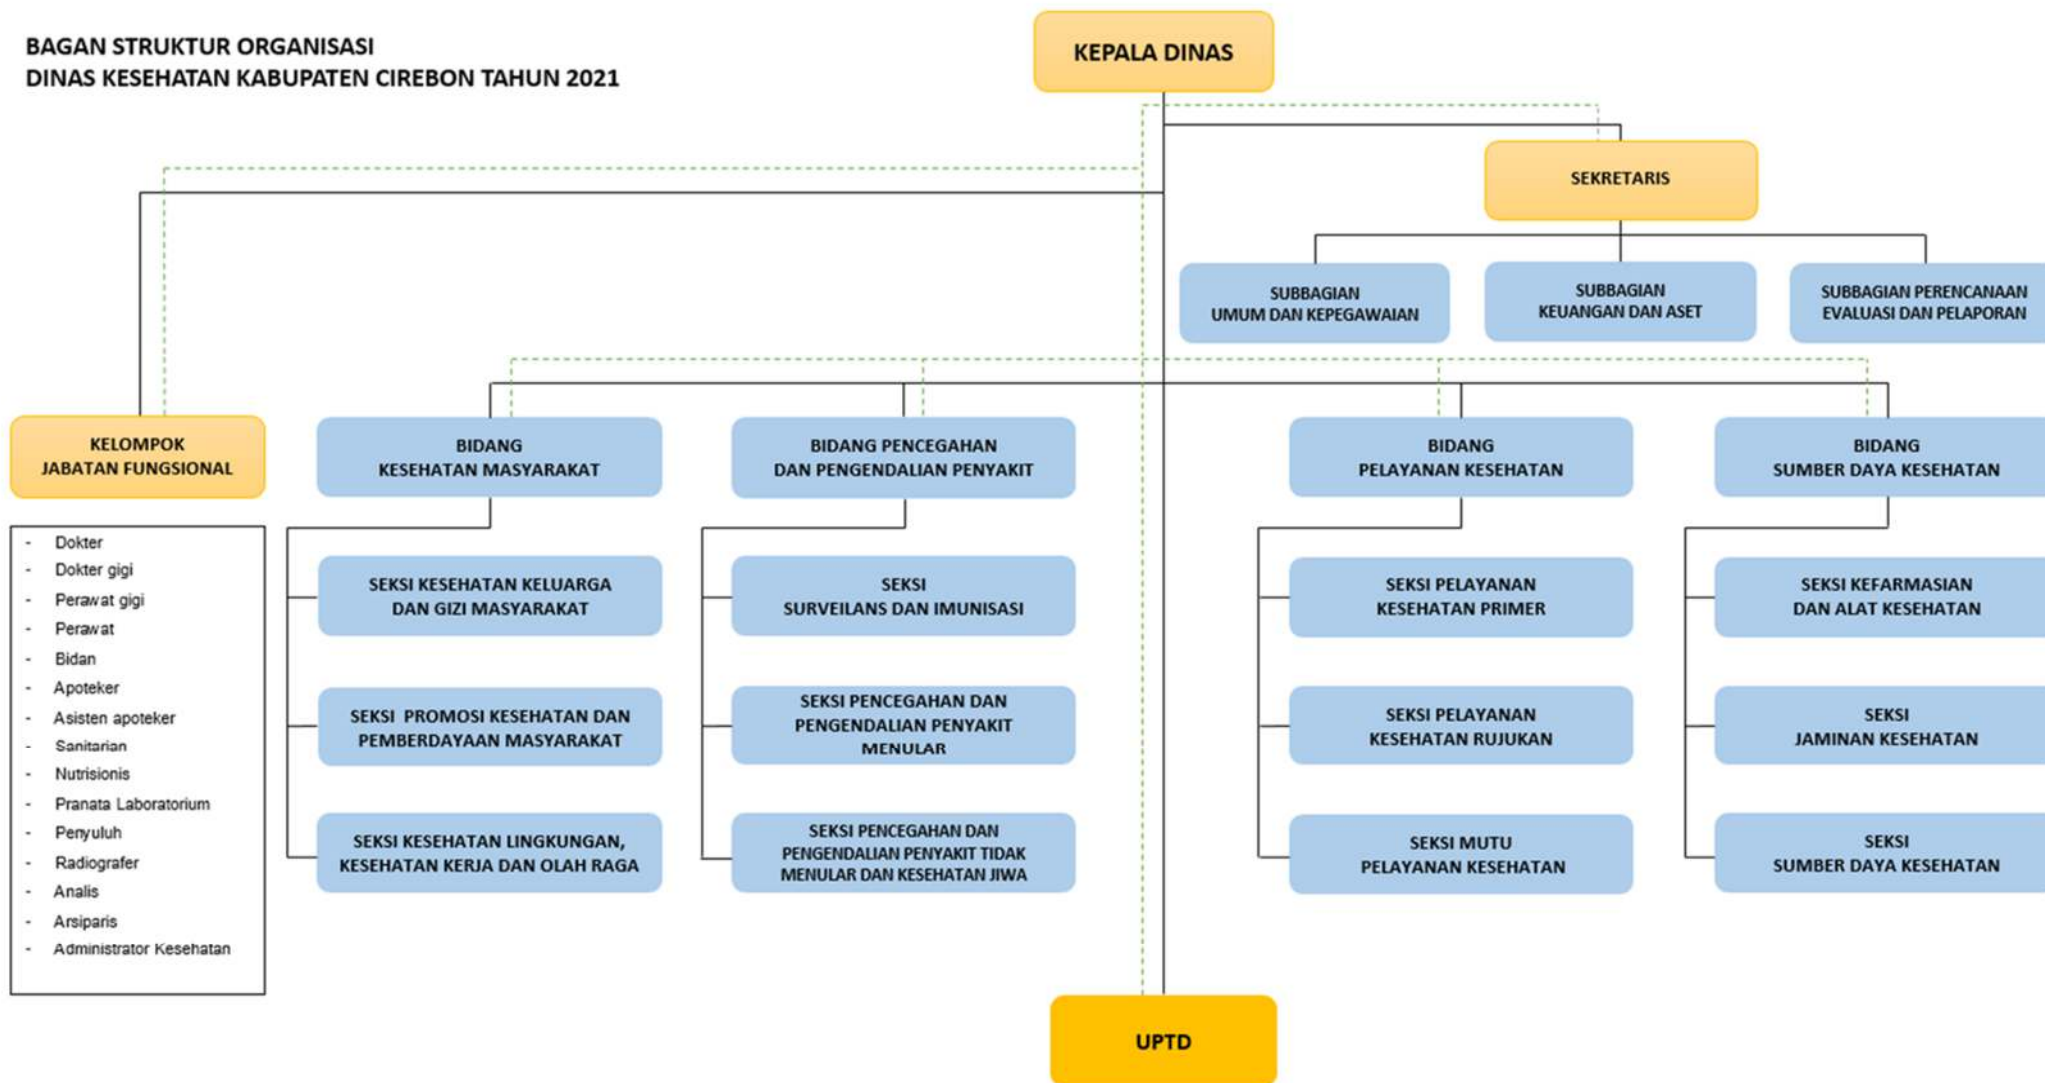 BAGAN STRUKTUR ORGANISASI
DINAS KESEHATAN KABUPATEN CIREBON TAHUN 2021
KEPALA DINAS
SEKRETARIS
SUBBAGIAN
UMUM DAN KEPEGAWAIAN
SUBBAGIAN
KEUANGAN DAN ASET
SUBBAGIAN PERENCANAAN
EVALUASI DAN PELAPORAN
KELOMPOK
JABATAN FUNGSIONAL
- Dokter
- Dokter gigi
- Perawat gigi
- Perawat
- Bidan
- Apoteker
- Asisten apoteker
- Sanitarian
- Nutrisionis
- Pranata Laboratorium
- Penyuluh
- Radiografer
- Analis
- Arsiparis
- Administrator Kesehatan
BIDANG
KESEHATAN MASYARAKAT
SEKSI KESEHATAN KELUARGA
DAN GIZI MASYARAKAT
SEKSI PROMOSI KESEHATAN DAN
PEMBERDAYAAN MASYARAKAT
SEKSI KESEHATAN LINGKUNGAN,
KESEHATAN KERJA DAN OLAH RAGA
BIDANG PENCEGAHAN
DAN PENGENDALIAN PENYAKIT
SEKSI
SURVEILANS DAN IMUNISASI
SEKSI PENCEGAHAN DAN
PENGENDALIAN PENYAKIT
MENULAR
SEKSI PENCEGAHAN DAN
PENGENDALIAN PENYAKIT TIDAK
MENULAR DAN KESEHATAN JIWA
BIDANG
PELAYANAN KESEHATAN
SEKSI PELAYANAN
KESEHATAN PRIMER
SEKSI PELAYANAN
KESEHATAN RUJUKAN
SEKSI MUTU
PELAYANAN KESEHATAN
BIDANG
SUMBER DAYA KESEHATAN
SEKSI KEFARMASIAN
DAN ALAT KESEHATAN
SEKSI
JAMINAN KESEHATAN
SEKSI
SUMBER DAYA KESEHATAN
UPTD